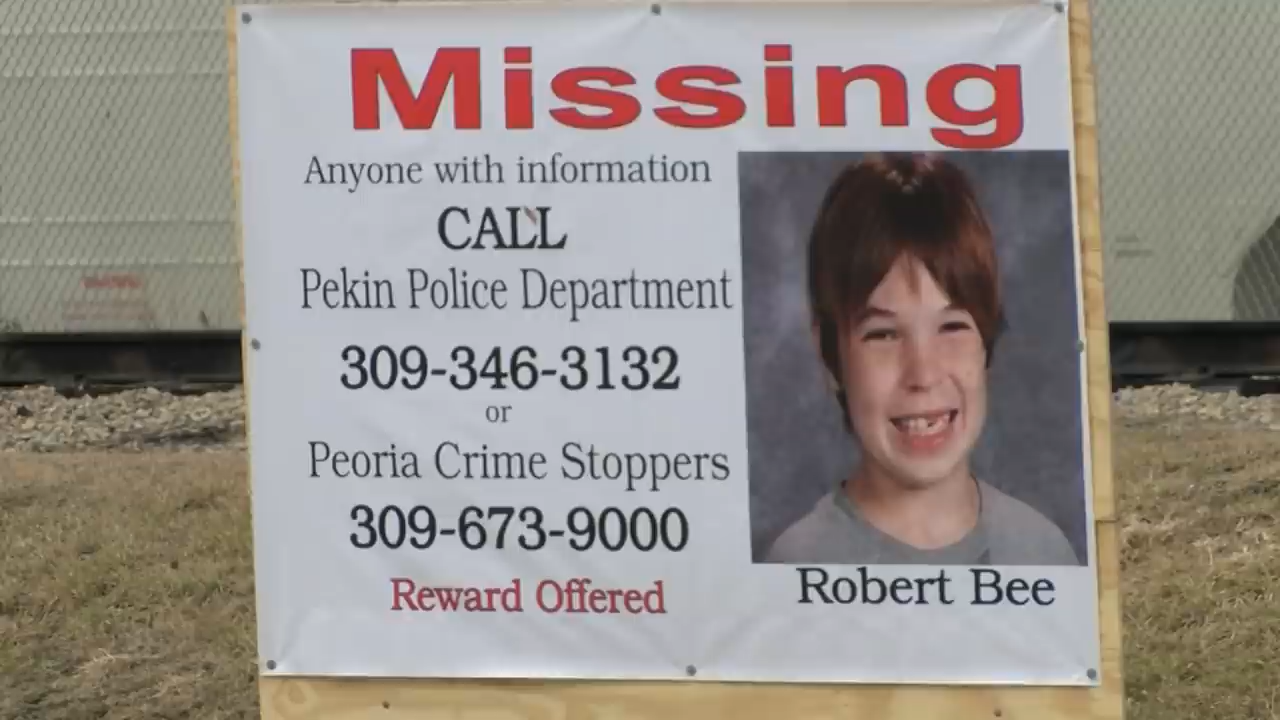 Missing
Anyone with information
CALL
Pekin Police Department
309-346-3132
or
Peoria Crime Stoppers
309-673-9000
Reward Offered
Robert Bee